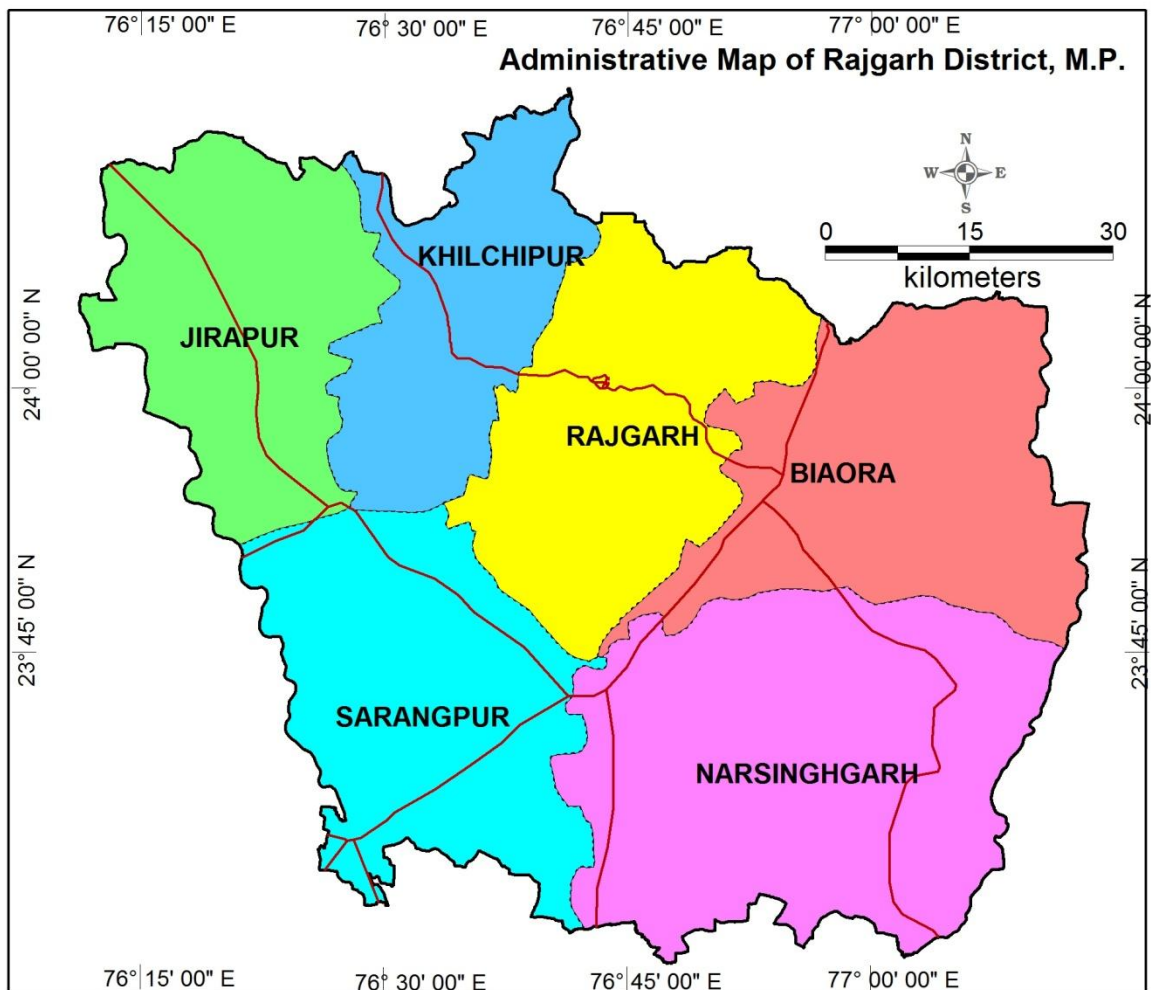 76° 15' 00" E
76° 30' 00" E
76° 45' 00" E
77° 00' 00" E
Administrative Map of Rajgarh District, M.P.
N
W E
S
0 15 30
kilometers
KHILCHIPUR
JIRAPUR
24° 00' 00" N
24° 00' 00" N
RAJGARH
BIAORA
23° 45' 00" N
23° 45' 00" N
SARANGPUR
NARSINGHGARH
76° 15' 00" E
76° 30' 00" E
76° 45' 00" E
77° 00' 00" E